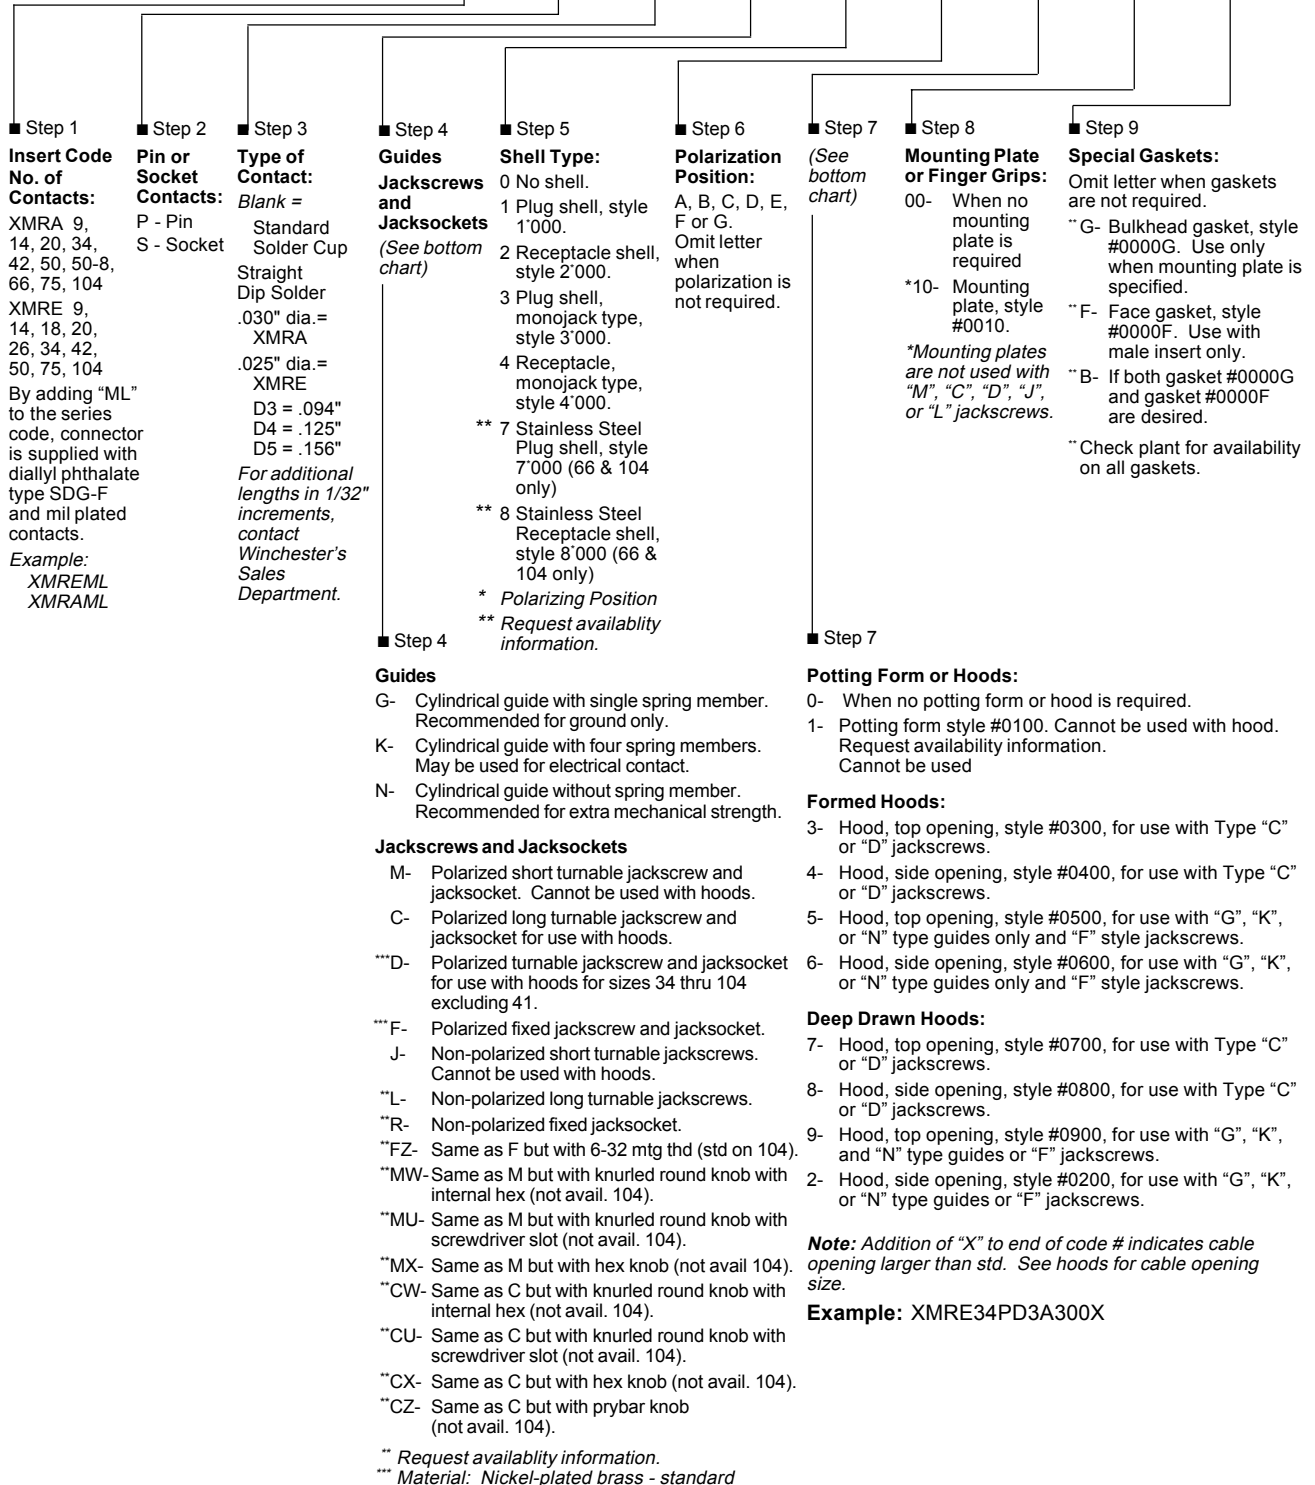 ■ Step 1
Insert Code
No. of
Contacts:
XMRA 9,
14, 20, 34,
42, 50, 50-8,
66, 75, 104
XMRE 9,
14, 18, 20,
26, 34, 42,
50, 75, 104
By adding “ML”
to the series
code, connector
is supplied with
diallyl phthalate
type SDG-F
and mil plated
contacts.
Example:
XMREML
XMRAML
■ Step 2
Pin or
Socket
Contacts:
P - Pin
S - Socket
■ Step 3
Type of
Contact:
Blank =
Standard
Solder Cup
Straight
Dip Solder
.030" dia.=
XMRA
.025" dia.=
XMRE
D3 = .094"
D4 = .125"
D5 = .156"
For additional
lengths in 1/32"
increments,
contact
Winchester’s
Sales
Department.
■ Step 4
Guides
Jackscrews
and
Jacksockets
(See bottom
chart)
■ Step 5
Shell Type:
0 No shell.
1 Plug shell, style
1*000.
2 Receptacle shell,
style 2*000.
3 Plug shell,
monojack type,
style 3*000.
4 Receptacle,
monojack type,
style 4*000.
** 7 Stainless Steel
Plug shell, style
7*000 (66 & 104
only)
** 8 Stainless Steel
Receptacle shell,
style 8*000 (66 &
104 only)
* Polarizing Position
** Request availablity
information.
■ Step 6
Polarization
Position:
A, B, C, D, E,
F or G.
Omit letter
when
polarization is
not required.
■ Step 7
(See
bottom
chart)
■ Step 8
Mounting Plate
or Finger Grips:
00- When no
mounting
plate is
required
*10- Mounting
plate, style
#0010.
*Mounting plates
are not used with
“M”, “C”, “D”, “J”,
or “L” jackscrews.
■ Step 9
Special Gaskets:
Omit letter when gaskets
are not required.
**G- Bulkhead gasket, style
#0000G. Use only
when mounting plate is
specified.
**F- Face gasket, style
#0000F. Use with
male insert only.
**B- If both gasket #0000G
and gasket #0000F
are desired.
**Check plant for availability
on all gaskets.
■ Step 4
Guides
G- Cylindrical guide with single spring member.
Recommended for ground only.
K- Cylindrical guide with four spring members.
May be used for electrical contact.
N- Cylindrical guide without spring member.
Recommended for extra mechanical strength.
Jackscrews and Jacksockets
M- Polarized short turnable jackscrew and
jacksocket. Cannot be used with hoods.
C- Polarized long turnable jackscrew and
jacksocket for use with hoods.
***D- Polarized turnable jackscrew and jacksocket
for use with hoods for sizes 34 thru 104
excluding 41.
***F- Polarized fixed jackscrew and jacksocket.
J- Non-polarized short turnable jackscrews.
Cannot be used with hoods.
**L- Non-polarized long turnable jackscrews.
**R- Non-polarized fixed jacksocket.
**FZ- Same as F but with 6-32 mtg thd (std on 104).
**MW- Same as M but with knurled round knob with
internal hex (not avail. 104).
**MU- Same as M but with knurled round knob with
screwdriver slot (not avail. 104).
**MX- Same as M but with hex knob (not avail 104).
**CW- Same as C but with knurled round knob with
internal hex (not avail. 104).
**CU- Same as C but with knurled round knob with
screwdriver slot (not avail. 104).
**CX- Same as C but with hex knob (not avail. 104).
**CZ- Same as C but with prybar knob
(not avail. 104).
** Request availablity information.
*** Material: Nickel-plated brass - standard
■ Step 7
Potting Form or Hoods:
0- When no potting form or hood is required.
1- Potting form style #0100. Cannot be used with hood.
Request availability information.
Cannot be used
Formed Hoods:
3- Hood, top opening, style #0300, for use with Type “C”
or “D” jackscrews.
4- Hood, side opening, style #0400, for use with Type “C”
or “D” jackscrews.
5- Hood, top opening, style #0500, for use with “G”, “K”,
or “N” type guides only and “F” style jackscrews.
6- Hood, side opening, style #0600, for use with “G”, “K”,
or “N” type guides only and “F” style jackscrews.
Deep Drawn Hoods:
7- Hood, top opening, style #0700, for use with Type “C”
or “D” jackscrews.
8- Hood, side opening, style #0800, for use with Type “C”
or “D” jackscrews.
9- Hood, top opening, style #0900, for use with “G”, “K”,
and “N” type guides or “F” jackscrews.
2- Hood, side opening, style #0200, for use with “G”, “K”,
or “N” type guides or “F” jackscrews.
Note: Addition of “X” to end of code # indicates cable
opening larger than std. See hoods for cable opening
size.
Example: XMRE34PD3A300X